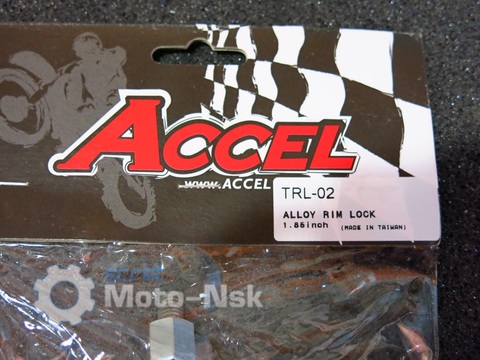 ACCEL
www.ACCEL
TRL-02
ALLOY RIM LOCK
1.85inch (MADE IN TAIWAN)
Moto-Nsk